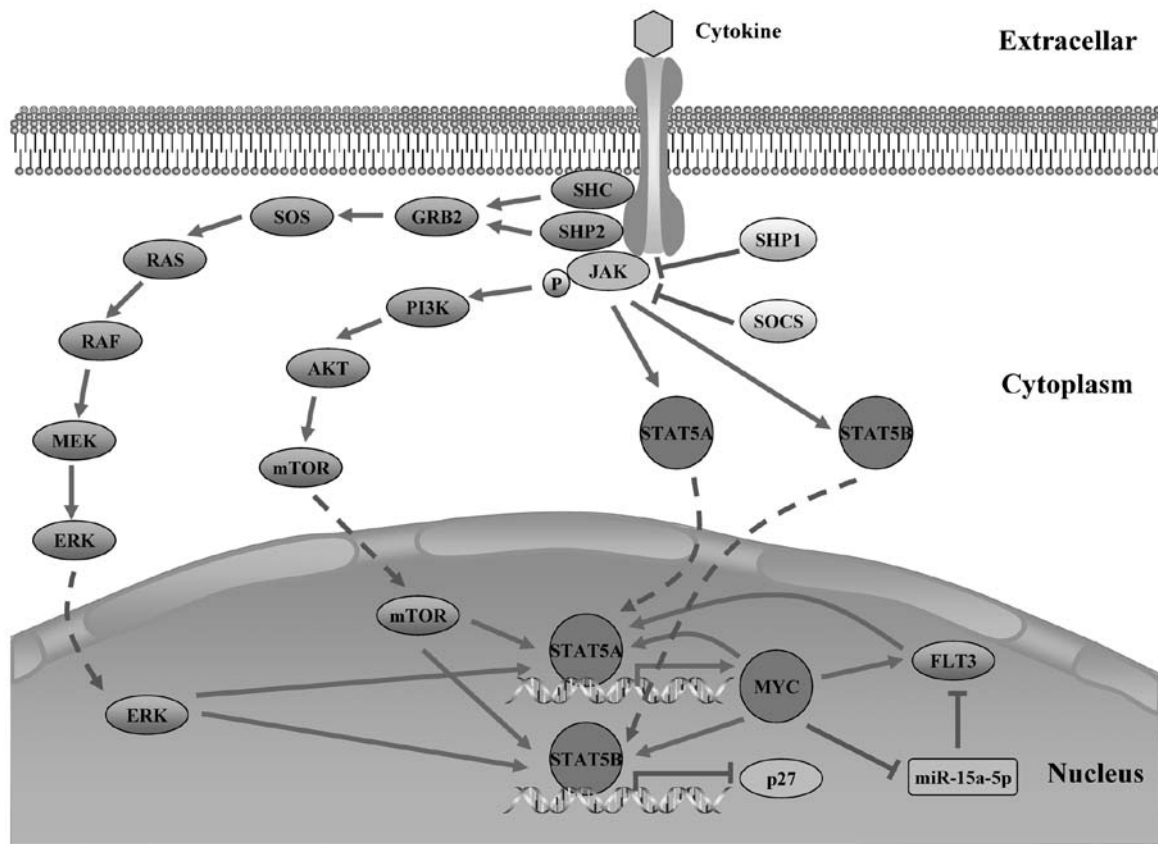 Cytokine
Extracellar
SHC
SOS
GRB2
SHP2
SHP1
RAS
JAK
P
PI3K
SOCS
RAF
AKT
Cytoplasm
MEK
STAT5A
STAT5B
mTOR
ERK
mTOR
STAT5A
FLT3
MYC
ERK
STAT5B
p27
miR-15a-5p
Nucleus